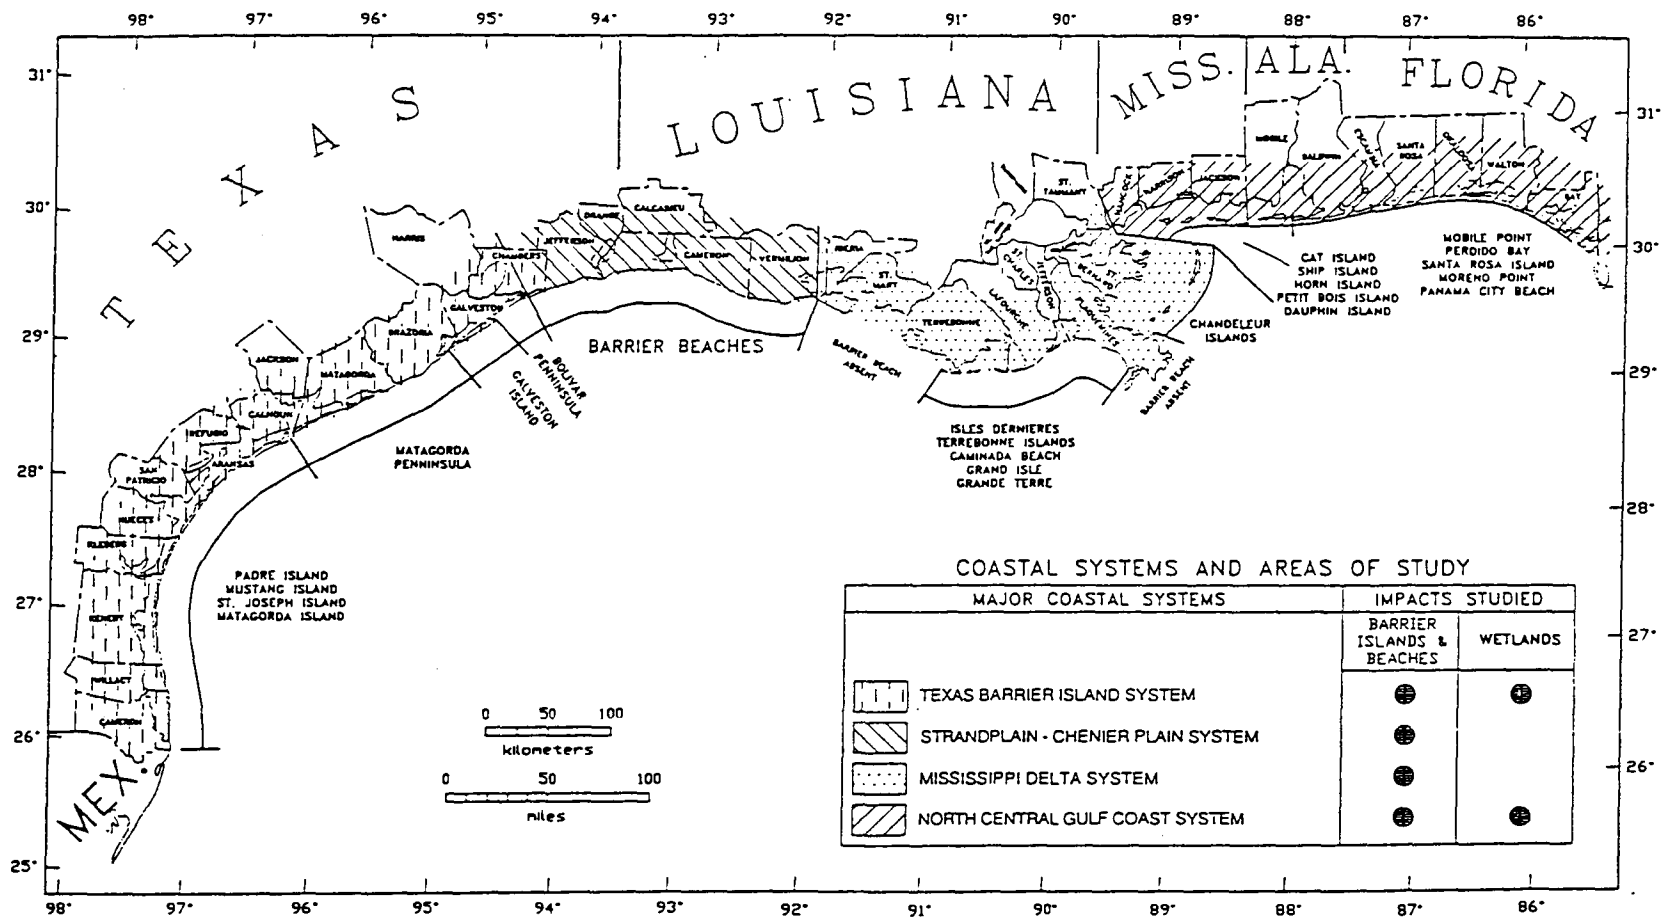 98° 97° 96° 95° 94° 93° 92° 91° 90° 89° 88° 87° 86°
31°
30°
29°
28°
27°
26°
25°
31°
30°
29°
28°
27°
26°
TEXAS
LOUISIANA
MISS.
ALA.
FLORIDA
MEX.
HARRIS
CHAMBERS
JEFFERSON
ORANGE
CALCASIEU
CAMERON
VERMILION
IBERIA
ST.
MARY
TERREBONNE
LAFOURCHE
ST.
CHARLES
JEFFERSON
PLAQUEMINES
ST.
BERNARD
ST.
TAMMANY
HANCOCK
HARRISON
JACKSON
MOBILE
BALDWIN
ESCAMBIA
SANTA
ROSA
OKALOOSA
WALTON
BAY
GALVESTON
BRAZORIA
MATAGORDA
JACKSON
CALHOUN
REFUGIO
ARANSAS
SAN
PATRICIO
NUECES
KLEBERG
KENEDY
WILLACY
CAMERON
BARRIER BEACHES
BOLIVAR
PENNINSULA
GALVESTON
ISLAND
MATAGORDA
PENNINSULA
PADRE ISLAND
MUSTANG ISLAND
ST. JOSEPH ISLAND
MATAGORDA ISLAND
BARRIER BEACH
ABSENT
ISLES DERNIERES
TERREBONNE ISLANDS
CAMINADA BEACH
GRAND ISLE
GRANDE TERRE
BARRIER BEACH
ABSENT
CHANDELEUR
ISLANDS
CAT ISLAND
SHIP ISLAND
HORN ISLAND
PETIT BOIS ISLAND
DAUPHIN ISLAND
MOBILE POINT
PERDIDO BAY
SANTA ROSA ISLAND
MORENO POINT
PANAMA CITY BEACH
0 50 100
kilometers
0 50 100
miles
COASTAL SYSTEMS AND AREAS OF STUDY
MAJOR COASTAL SYSTEMS IMPACTS STUDIED
BARRIER
ISLANDS &
BEACHES
WETLANDS
TEXAS BARRIER ISLAND SYSTEM
STRANDPLAIN - CHENIER PLAIN SYSTEM
MISSISSIPPI DELTA SYSTEM
NORTH CENTRAL GULF COAST SYSTEM
98° 97° 96° 95° 94° 93° 92° 91° 90° 89° 88° 87° 86°